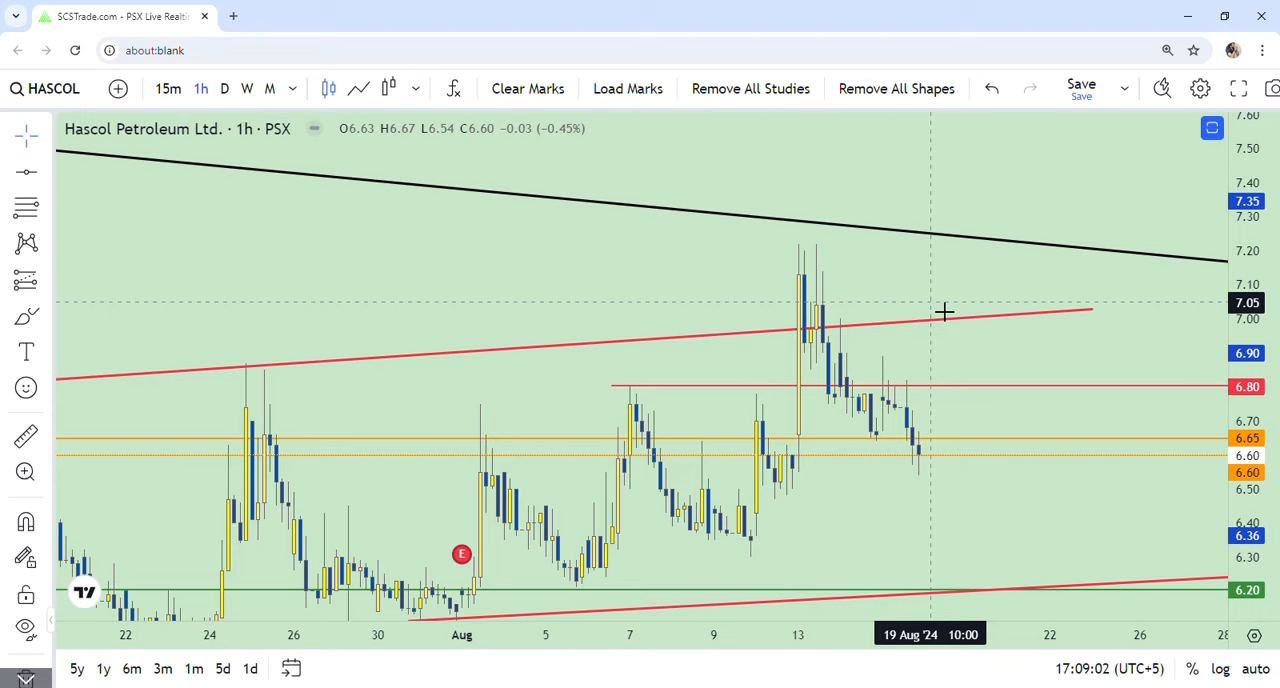 SCSTrade.com - PSX Live Realti
about:blank
HASCOL 15m 1h D W M Clear Marks Load Marks Remove All Studies Remove All Shapes Save
Save
Hascol Petroleum Ltd. · 1h · PSX O6.63 H6.67 L6.54 C6.60 −0.03 (−0.45%)
7.60
7.50
7.40
7.35
7.30
7.20
7.10
7.05
7.00
6.90
6.80
6.70
6.65
6.60
6.60
6.50
6.40
6.36
6.30
6.20
E
22 24 26 30 Aug 5 7 9 13 19 Aug '24 10:00 22 26 28
5y 1y 6m 3m 1m 5d 1d 17:09:02 (UTC+5) % log auto